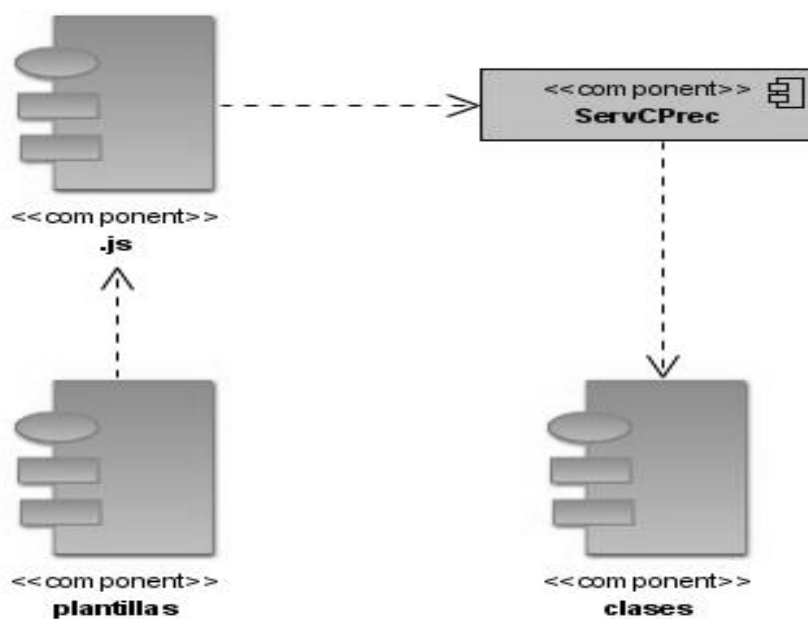 <<component>>
ServCPrec
<<component>>
.js
<<component>>
plantillas
<<component>>
clases